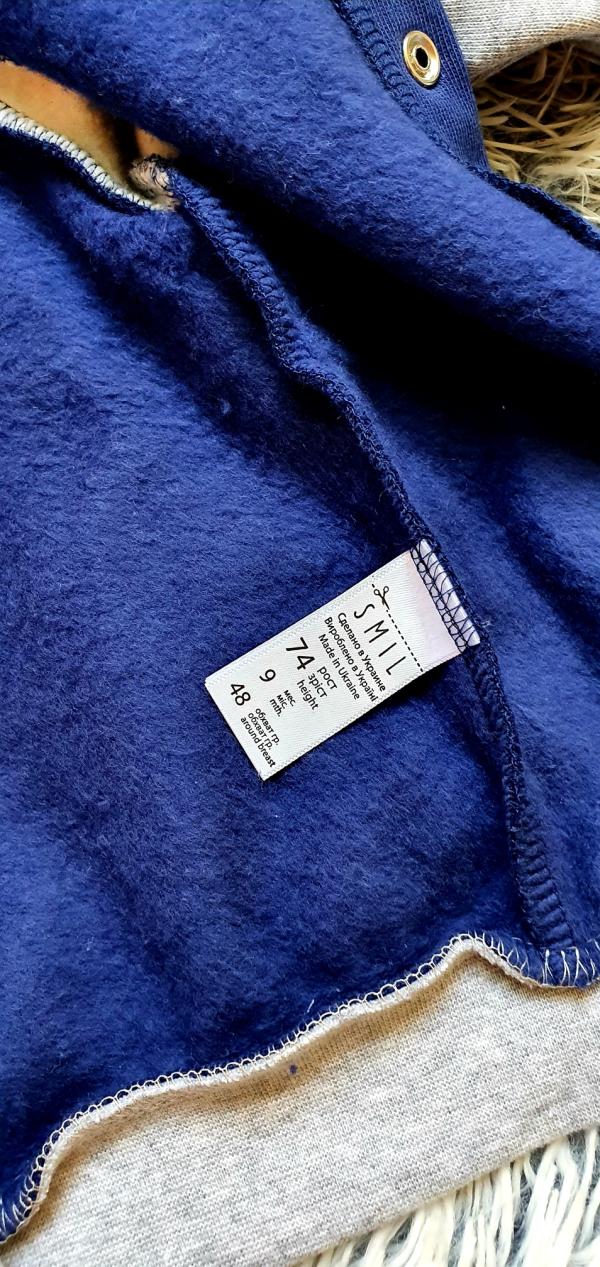 SMIL
Сделано в Украине
Вироблено в Україні
Made in Ukraine
74 рост
зріст
height
9 мес.
міс.
mth.
48 обхват гр.
обхват гр.
around breast